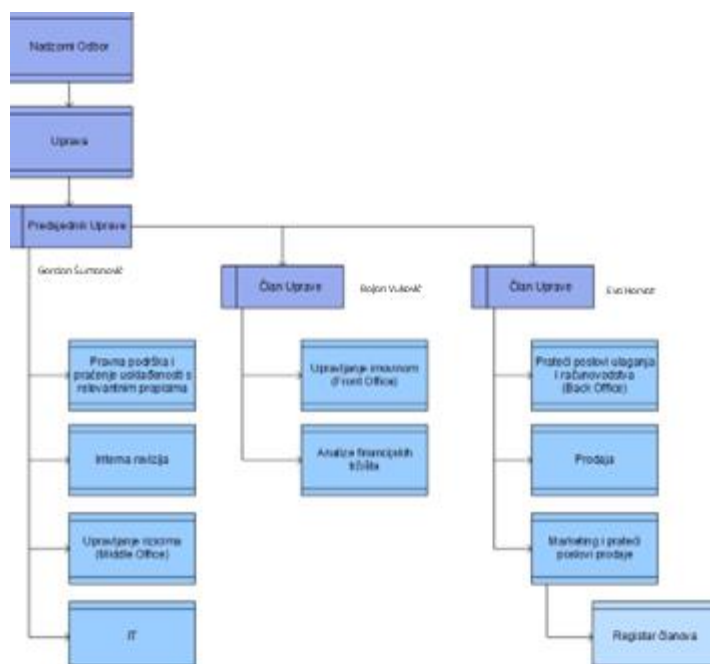 Nadzorni Odbor
Uprava
Predsjednik Uprave
Gordan Šumanović
Član Uprave
Bojan Vuković
Član Uprave
Eva Horvat
Pravna podrška i
praćenje usklađenosti s
relevantnim propisima
Interna revizija
Upravljanje rizicima
(Middle Office)
IT
Upravljanje imovinom
(Front Office)
Analize financijskih
tržišta
Prateći poslovi ulaganja
i računovodstva
(Back Office)
Prodaja
Marketing i prateći
poslovi prodaje
Registar članova